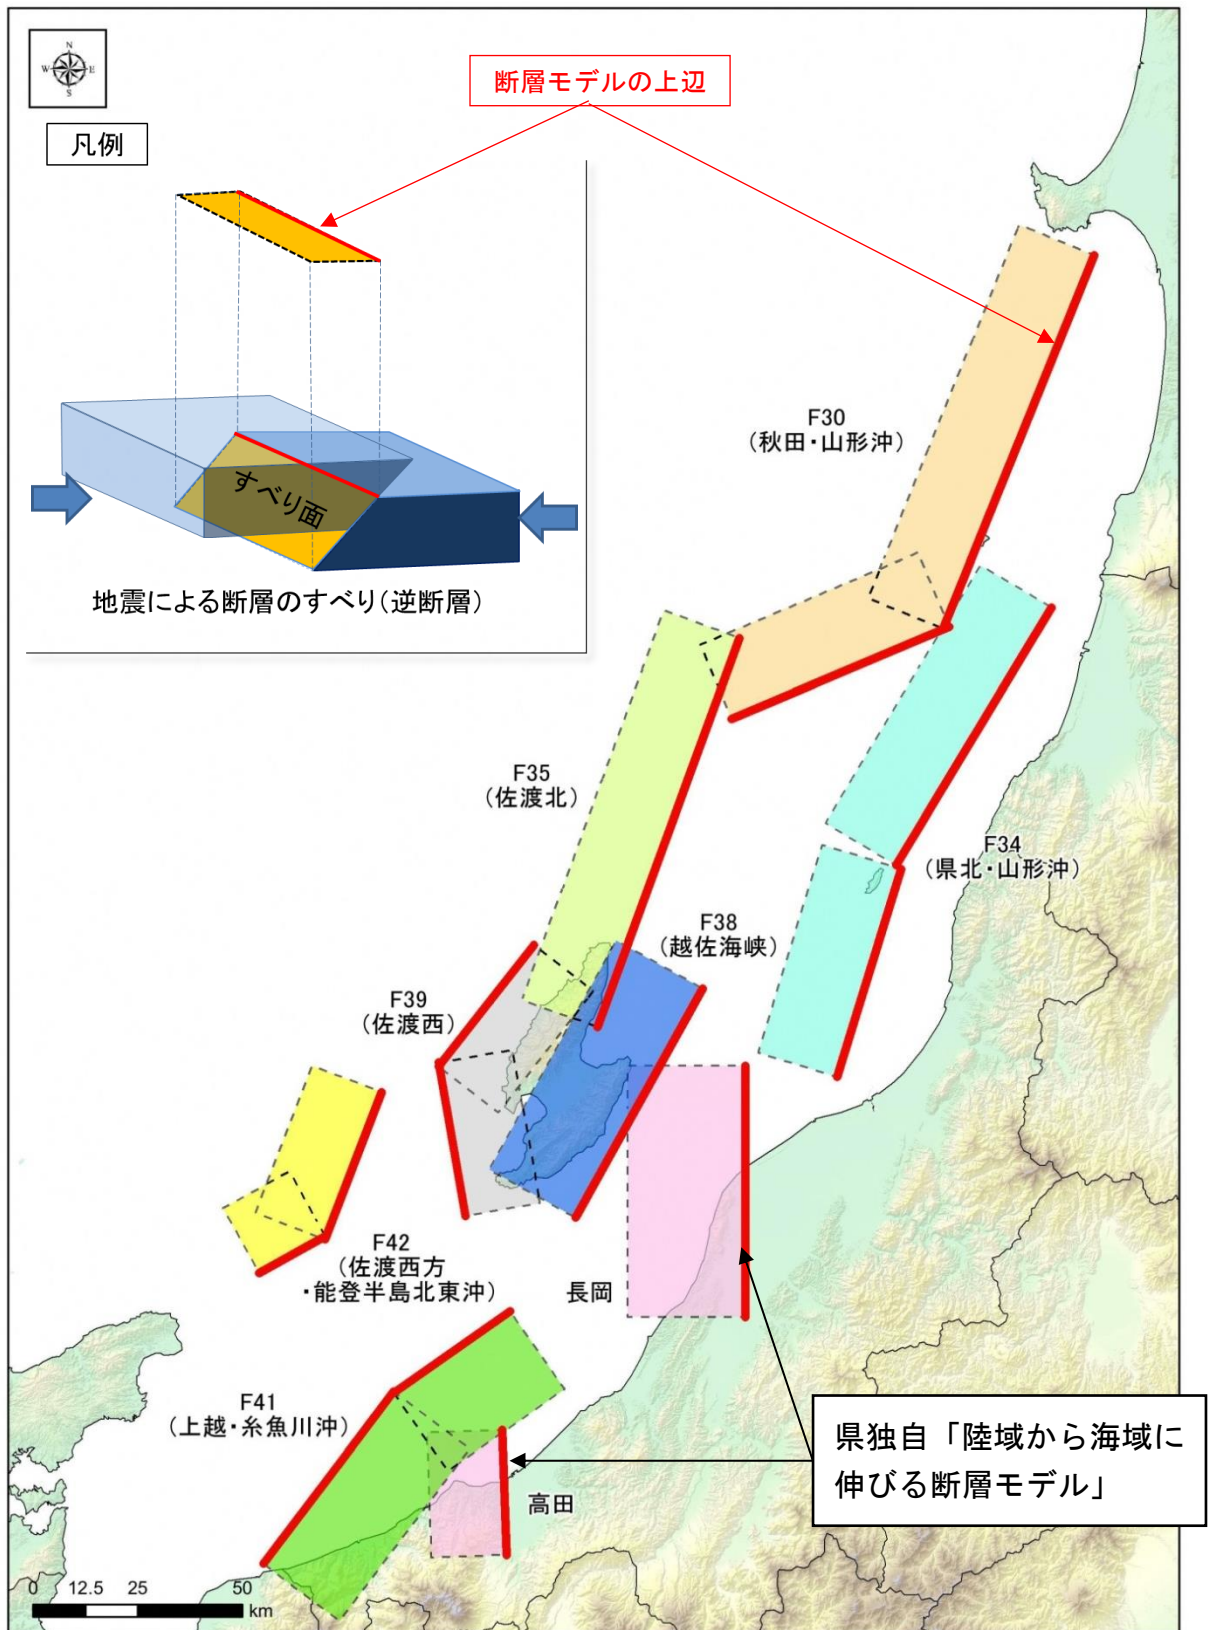 N
W E
S
凡例
断層モデルの上辺
すべり面
地震による断層のすべり(逆断層)
F30
(秋田・山形沖)
F35
(佐渡北)
F34
(県北・山形沖)
F38
(越佐海峡)
F39
(佐渡西)
F42
(佐渡西方
・能登半島北東沖)
長岡
F41
(上越・糸魚川沖)
高田
県独自「陸域から海域に
伸びる断層モデル」
0 12.5 25 50
km